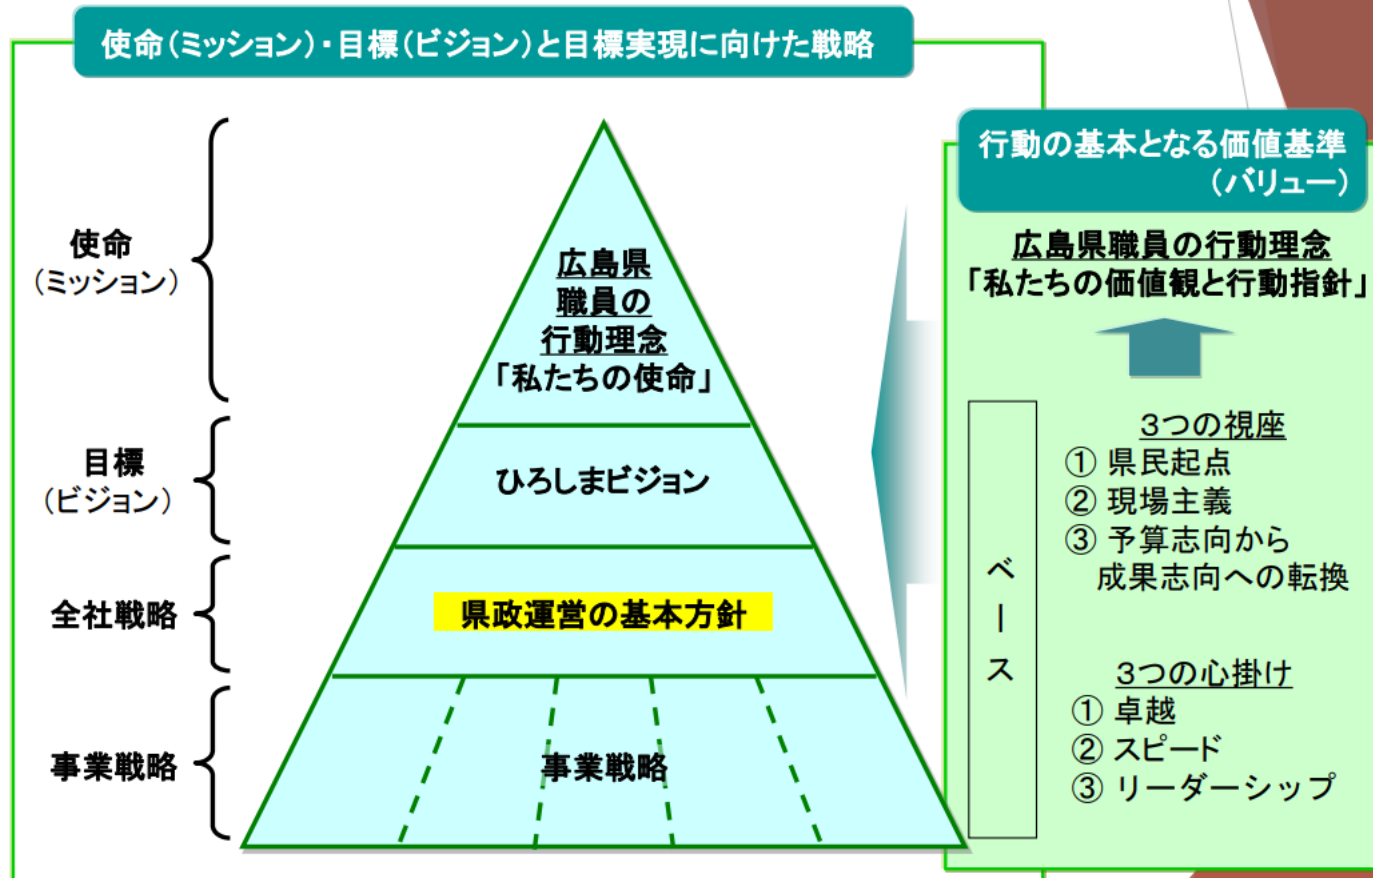 使命(ミッション)・目標(ビジョン)と目標実現に向けた戦略
使命
(ミッション)
広島県
職員の
行動理念
「私たちの使命」
目標
(ビジョン)
ひろしまビジョン
全社戦略
県政運営の基本方針
事業戦略
事業戦略
行動の基本となる価値基準
(バリュー)
広島県職員の行動理念
「私たちの価値観と行動指針」
ベース
3つの視座
① 県民起点
② 現場主義
③ 予算志向から
成果志向への転換
3つの心掛け
① 卓越
② スピード
③ リーダーシップ